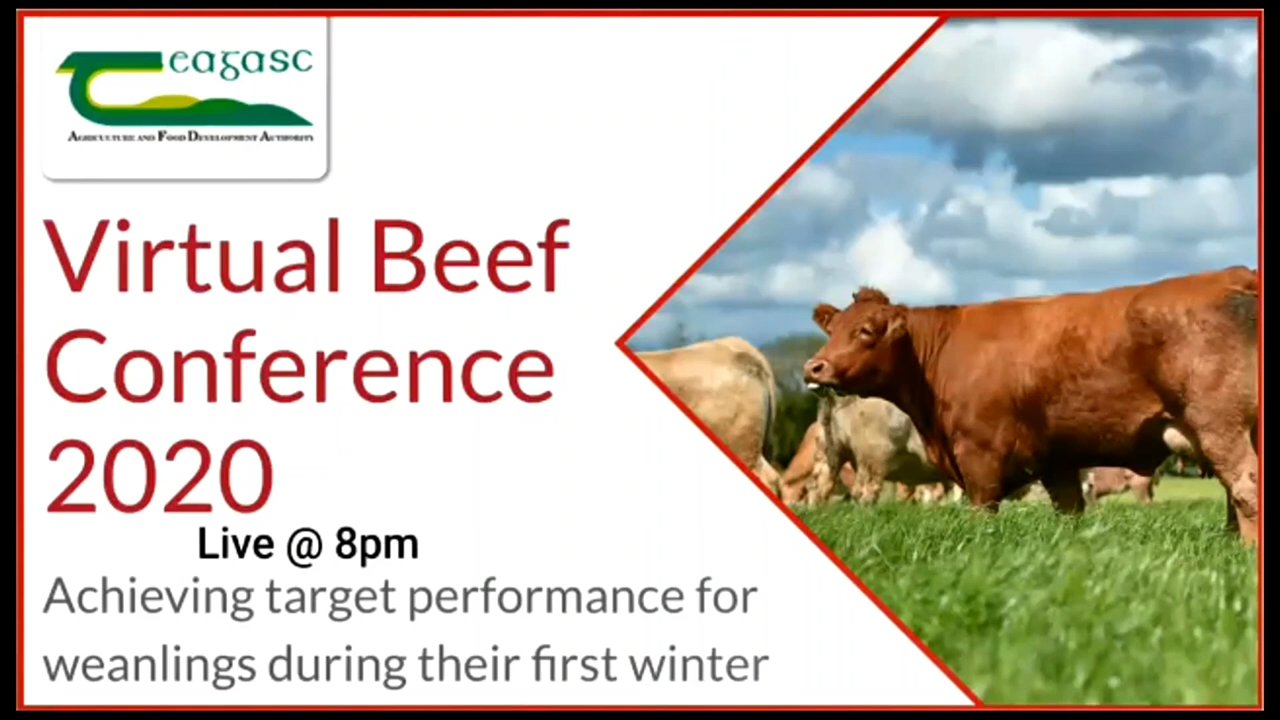 eagasc
AGRICULTURE AND FOOD DEVELOPMENT AUTHORITY
Virtual Beef
Conference
2020
Live @ 8pm
Achieving target performance for
weanlings during their first winter